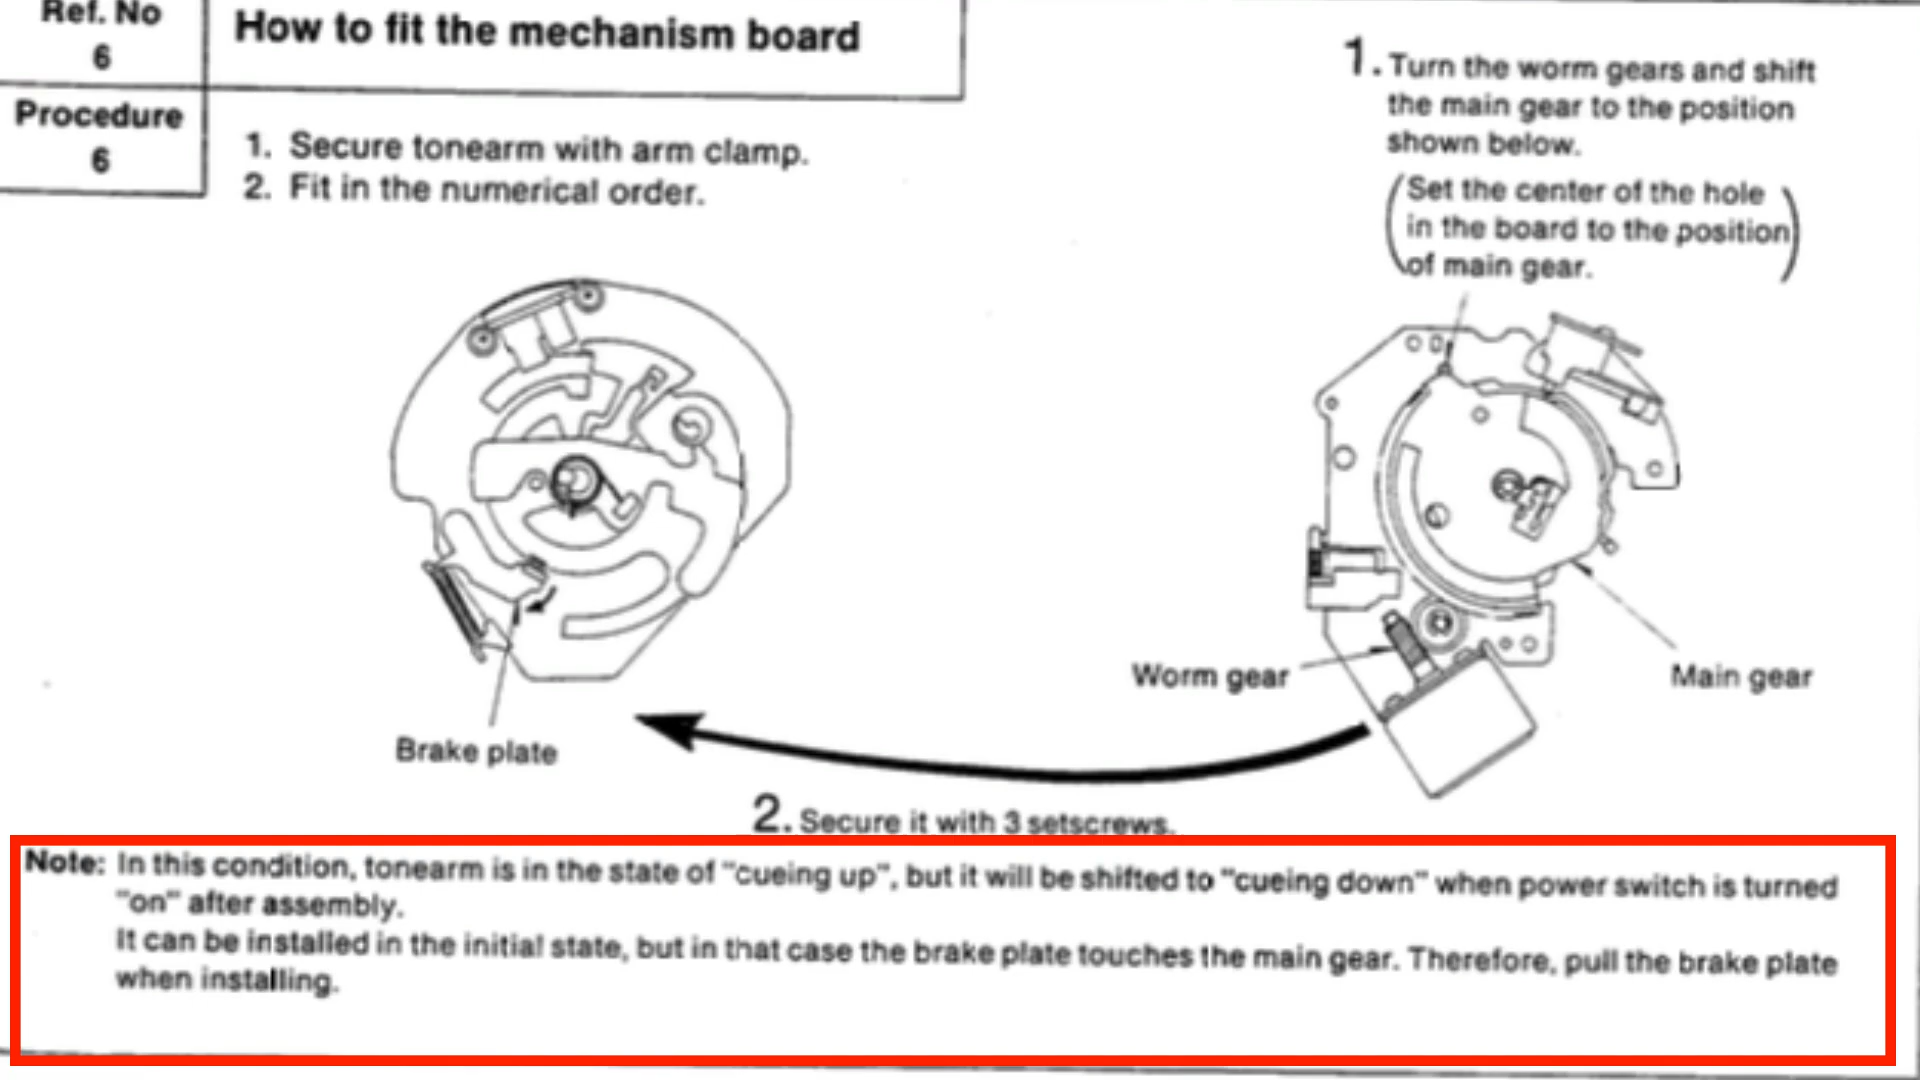 Ref. No
6
How to fit the mechanism board
Procedure
6
1. Secure tonearm with arm clamp.
2. Fit in the numerical order.
1. Turn the worm gears and shift
the main gear to the position
shown below.
(Set the center of the hole
in the board to the position
of main gear.)
Worm gear
Main gear
Brake plate
2. Secure it with 3 setscrews.
Note: In this condition, tonearm is in the state of "cueing up", but it will be shifted to "cueing down" when power switch is turned
"on" after assembly.
It can be installed in the initial state, but in that case the brake plate touches the main gear. Therefore, pull the brake plate
when installing.